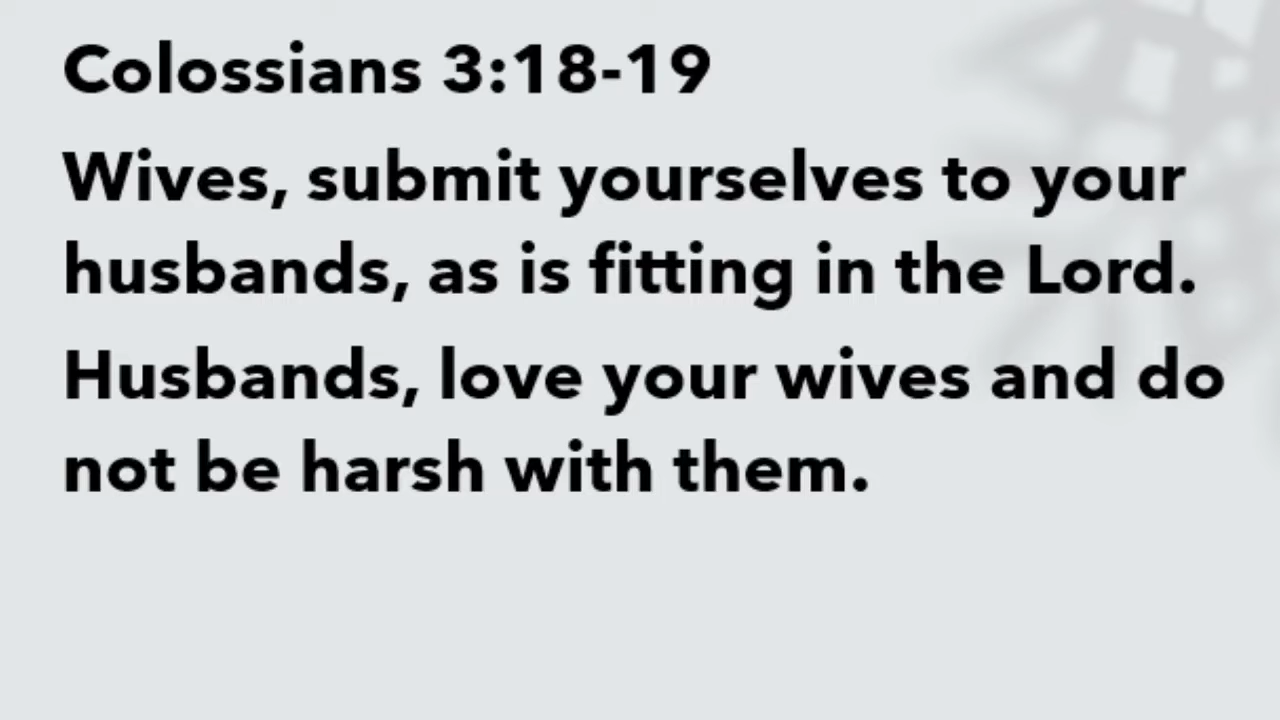 Colossians 3:18-19
Wives, submit yourselves to your
husbands, as is fitting in the Lord.
Husbands, love your wives and do
not be harsh with them.